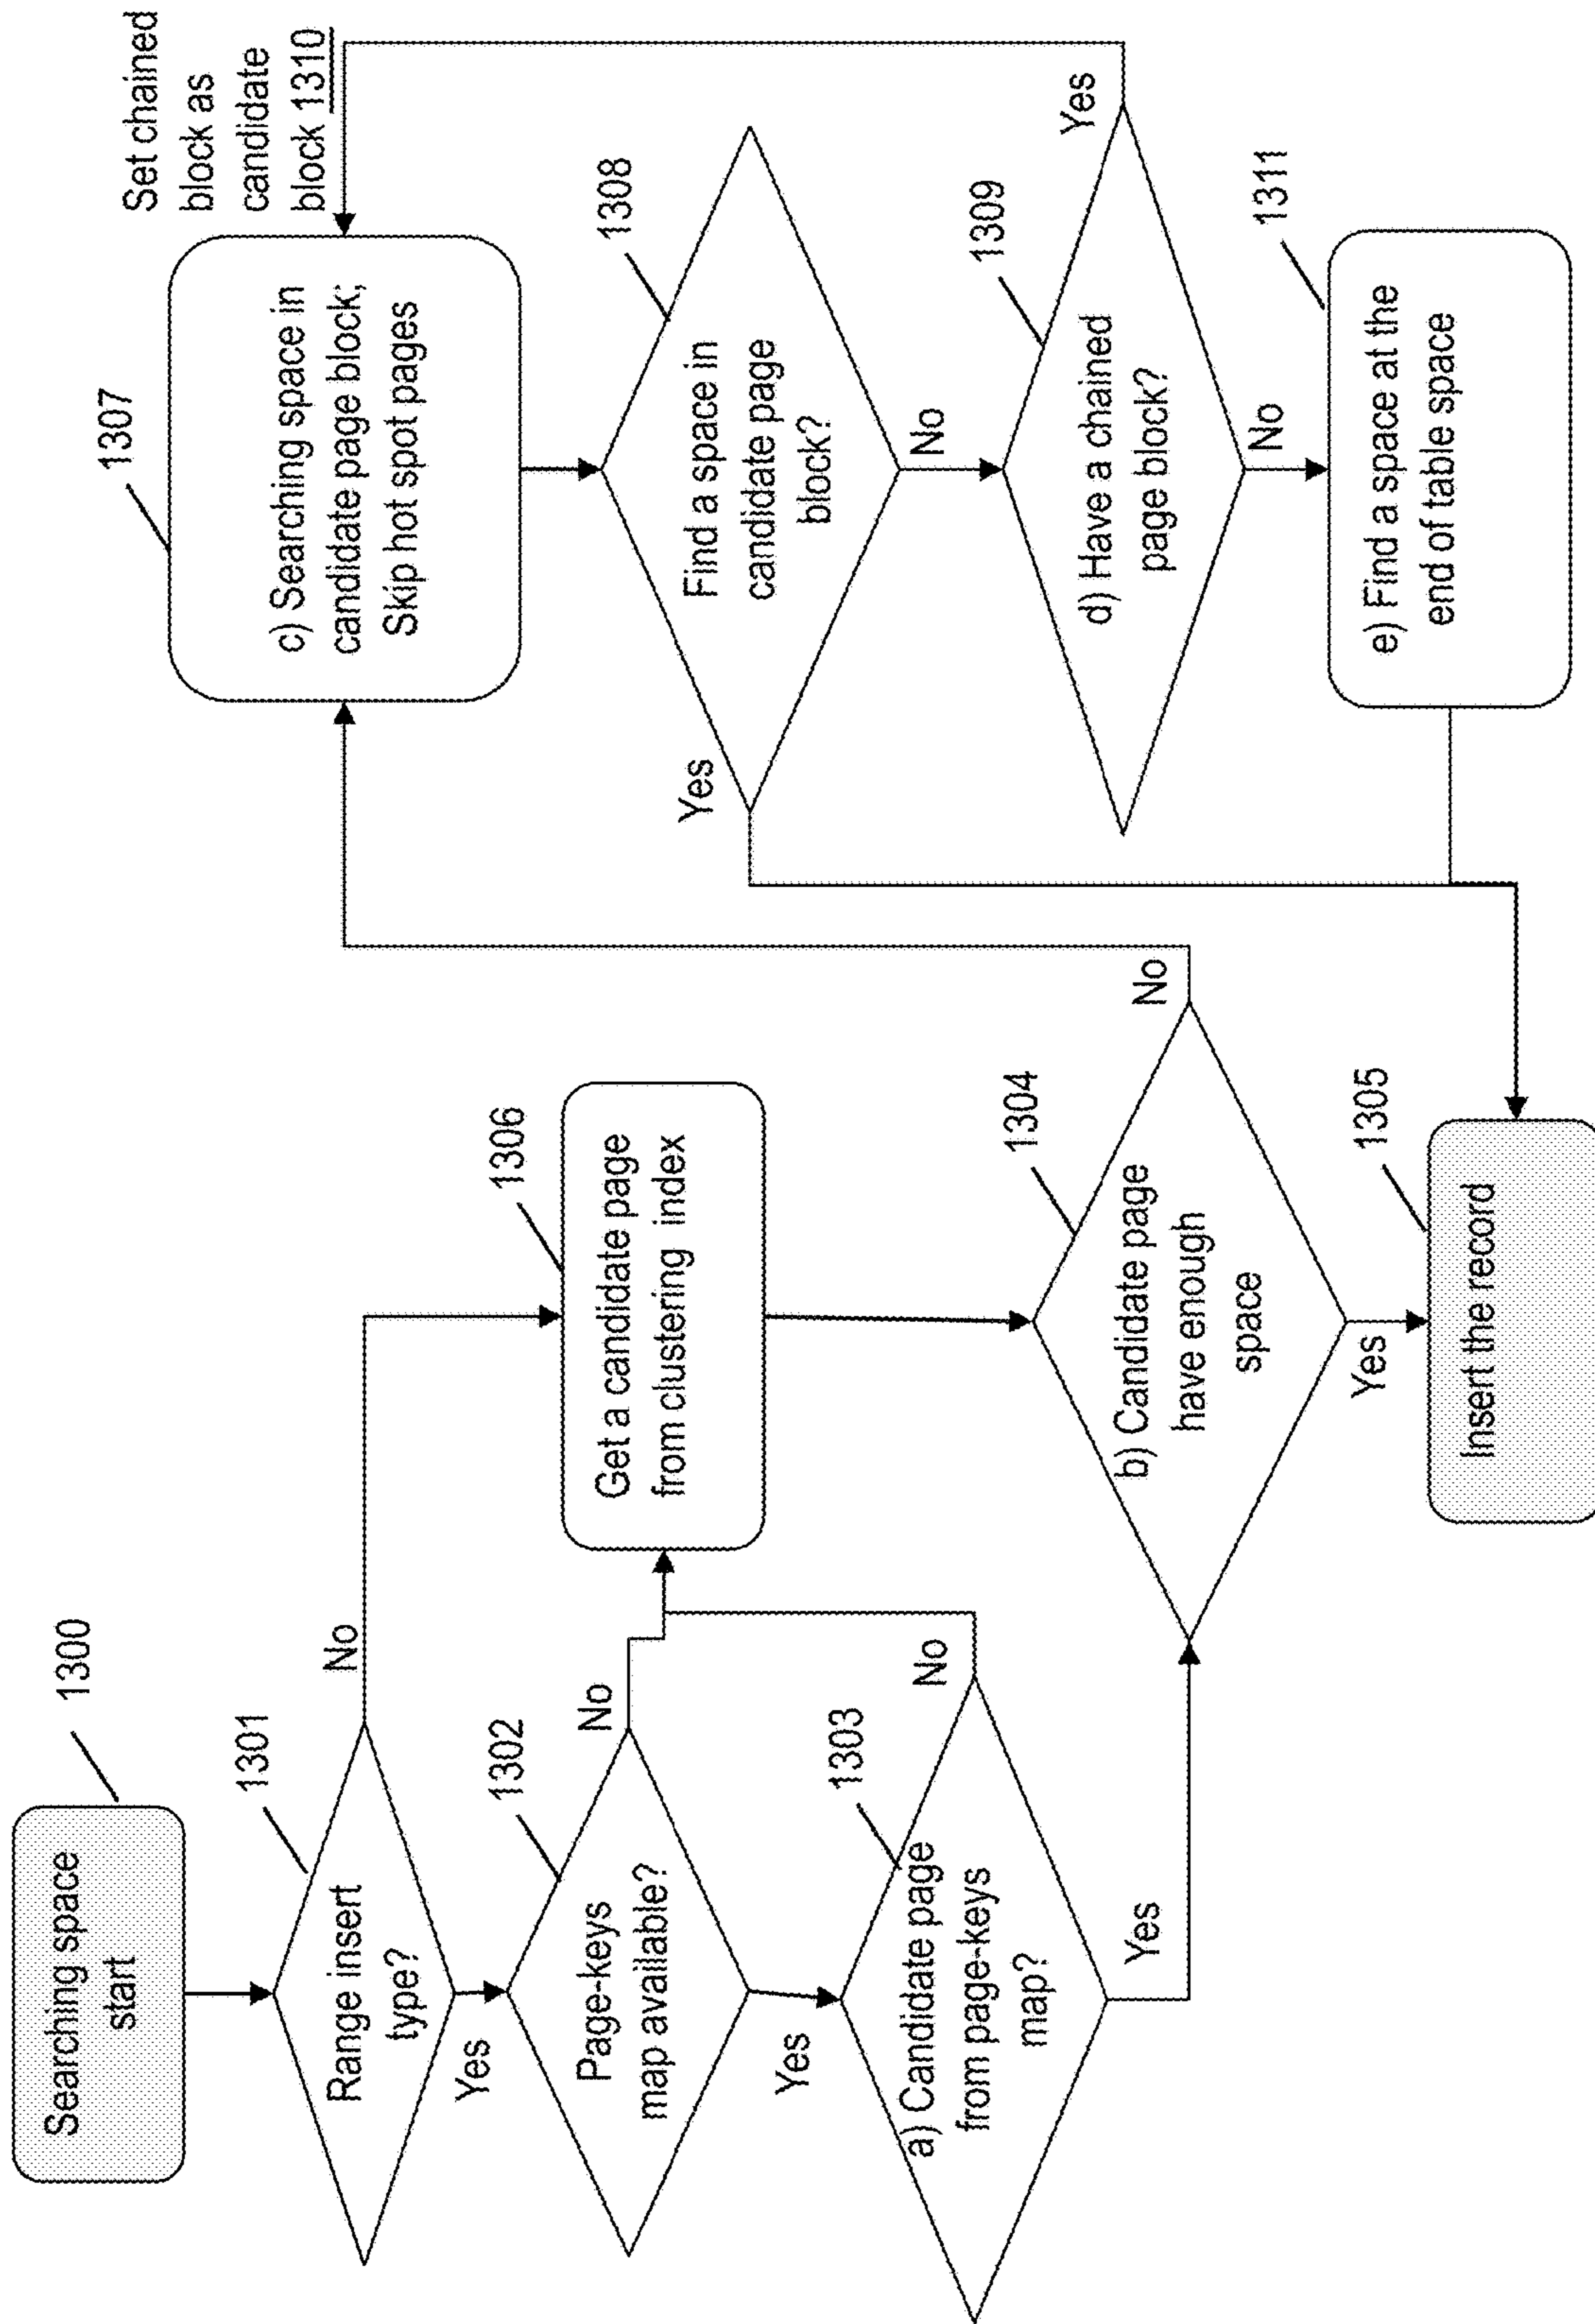 Searching space
start
1300
Range insert
type?
1301
No
Yes
Page-keys
map available?
1302
No
Yes
a) Candidate page
from page-keys
map?
1303
No
Yes
Get a candidate page
from clustering index
1306
b) Candidate page
have enough
space
1304
No
Yes
Insert the record
1305
Set chained
block as
candidate
block 1310
c) Searching space in
candidate page block;
Skip hot spot pages
1307
Find a space in
candidate page
block?
1308
Yes
No
d) Have a chained
page block?
1309
Yes
No
e) Find a space at the
end of table space
1311